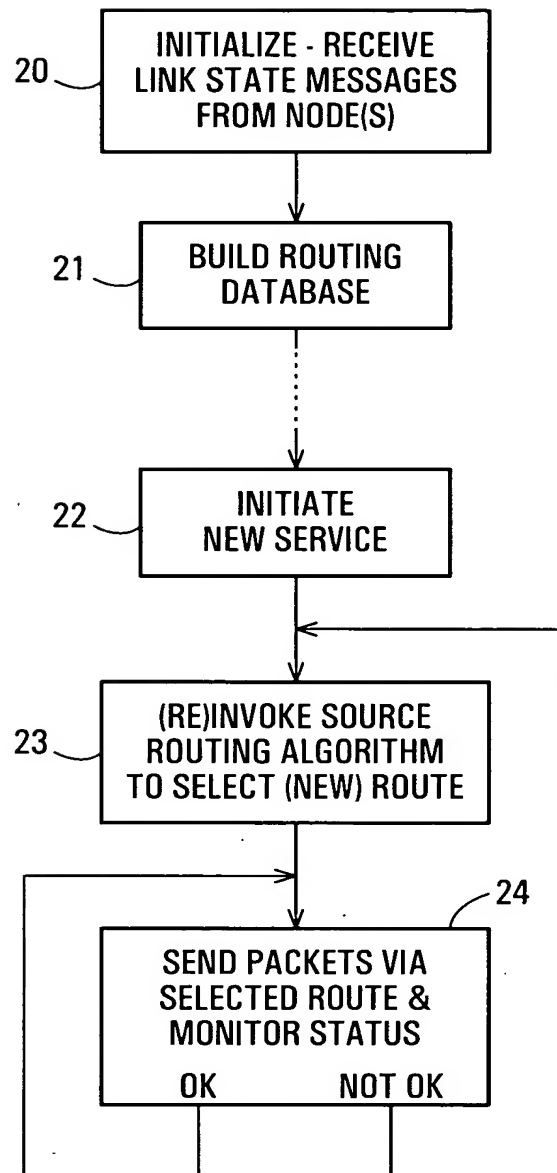 20
INITIALIZE - RECEIVE
LINK STATE MESSAGES
FROM NODE(S)
21
BUILD ROUTING
DATABASE
22
INITIATE
NEW SERVICE
23
(RE)INVOKE SOURCE
ROUTING ALGORITHM
TO SELECT (NEW) ROUTE
24
SEND PACKETS VIA
SELECTED ROUTE &
MONITOR STATUS
OK NOT OK